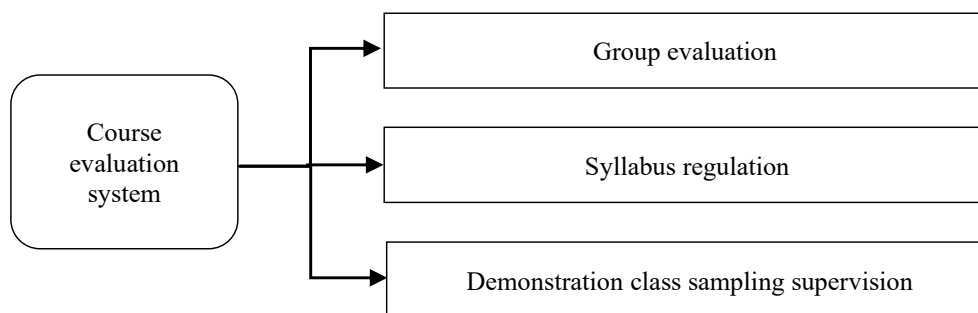 Course
evaluation
system
Group evaluation
Syllabus regulation
Demonstration class sampling supervision